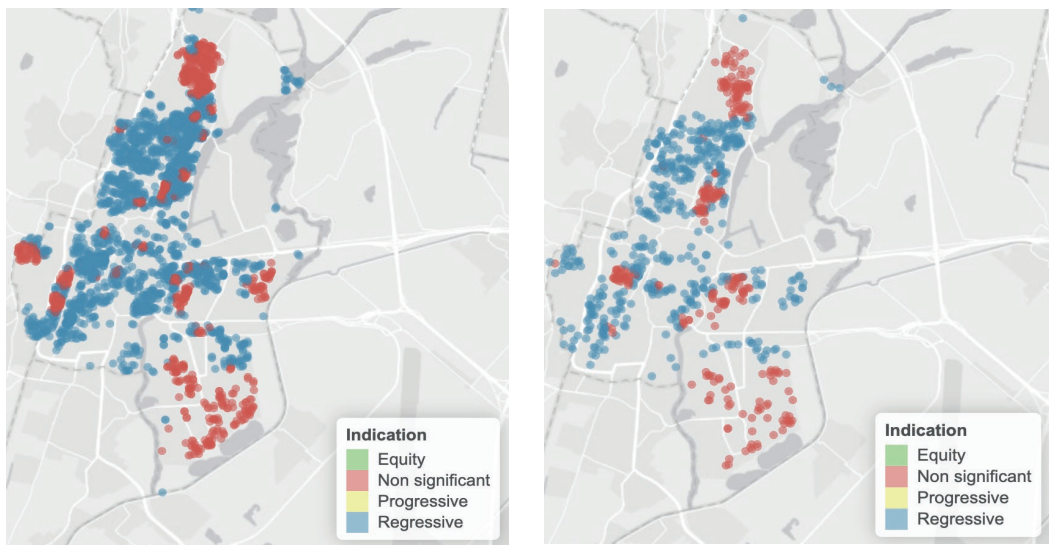 Indication
Equity
Non significant
Progressive
Regressive
Indication
Equity
Non significant
Progressive
Regressive